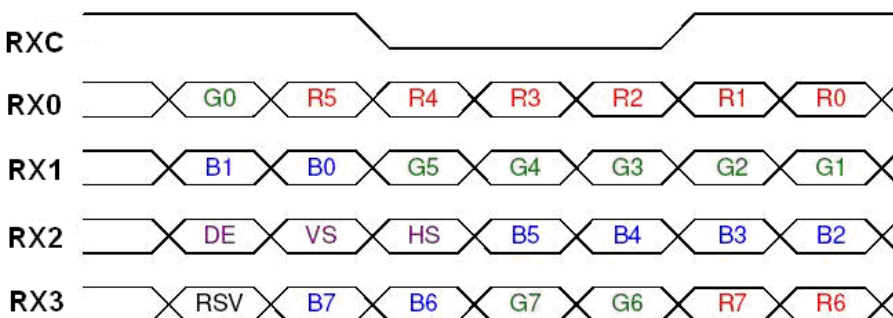 RXC
RX0 G0 R5 R4 R3 R2 R1 R0
RX1 B1 B0 G5 G4 G3 G2 G1
RX2 DE VS HS B5 B4 B3 B2
RX3 RSV B7 B6 G7 G6 R7 R6